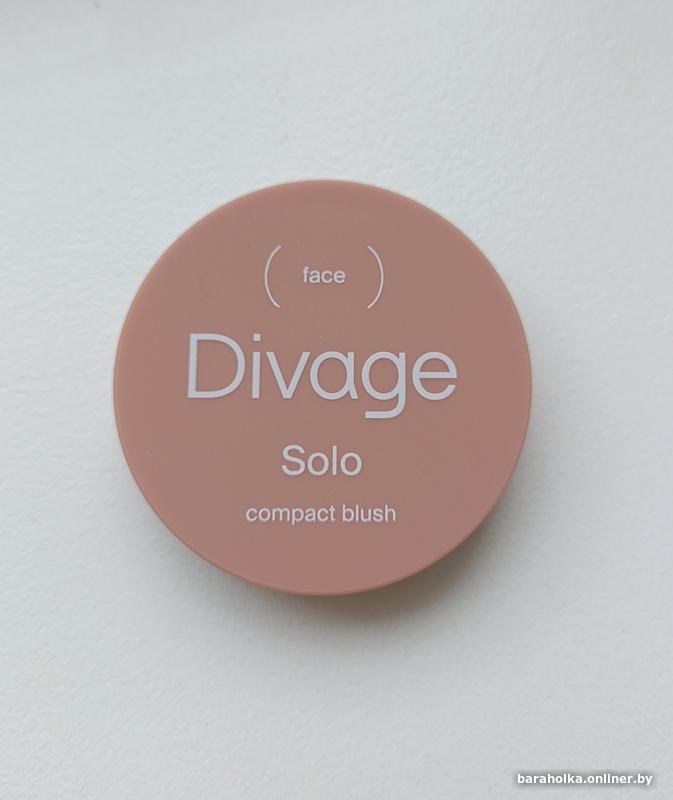 ( face )
Divage
Solo
compact blush
baraholka.onliner.by